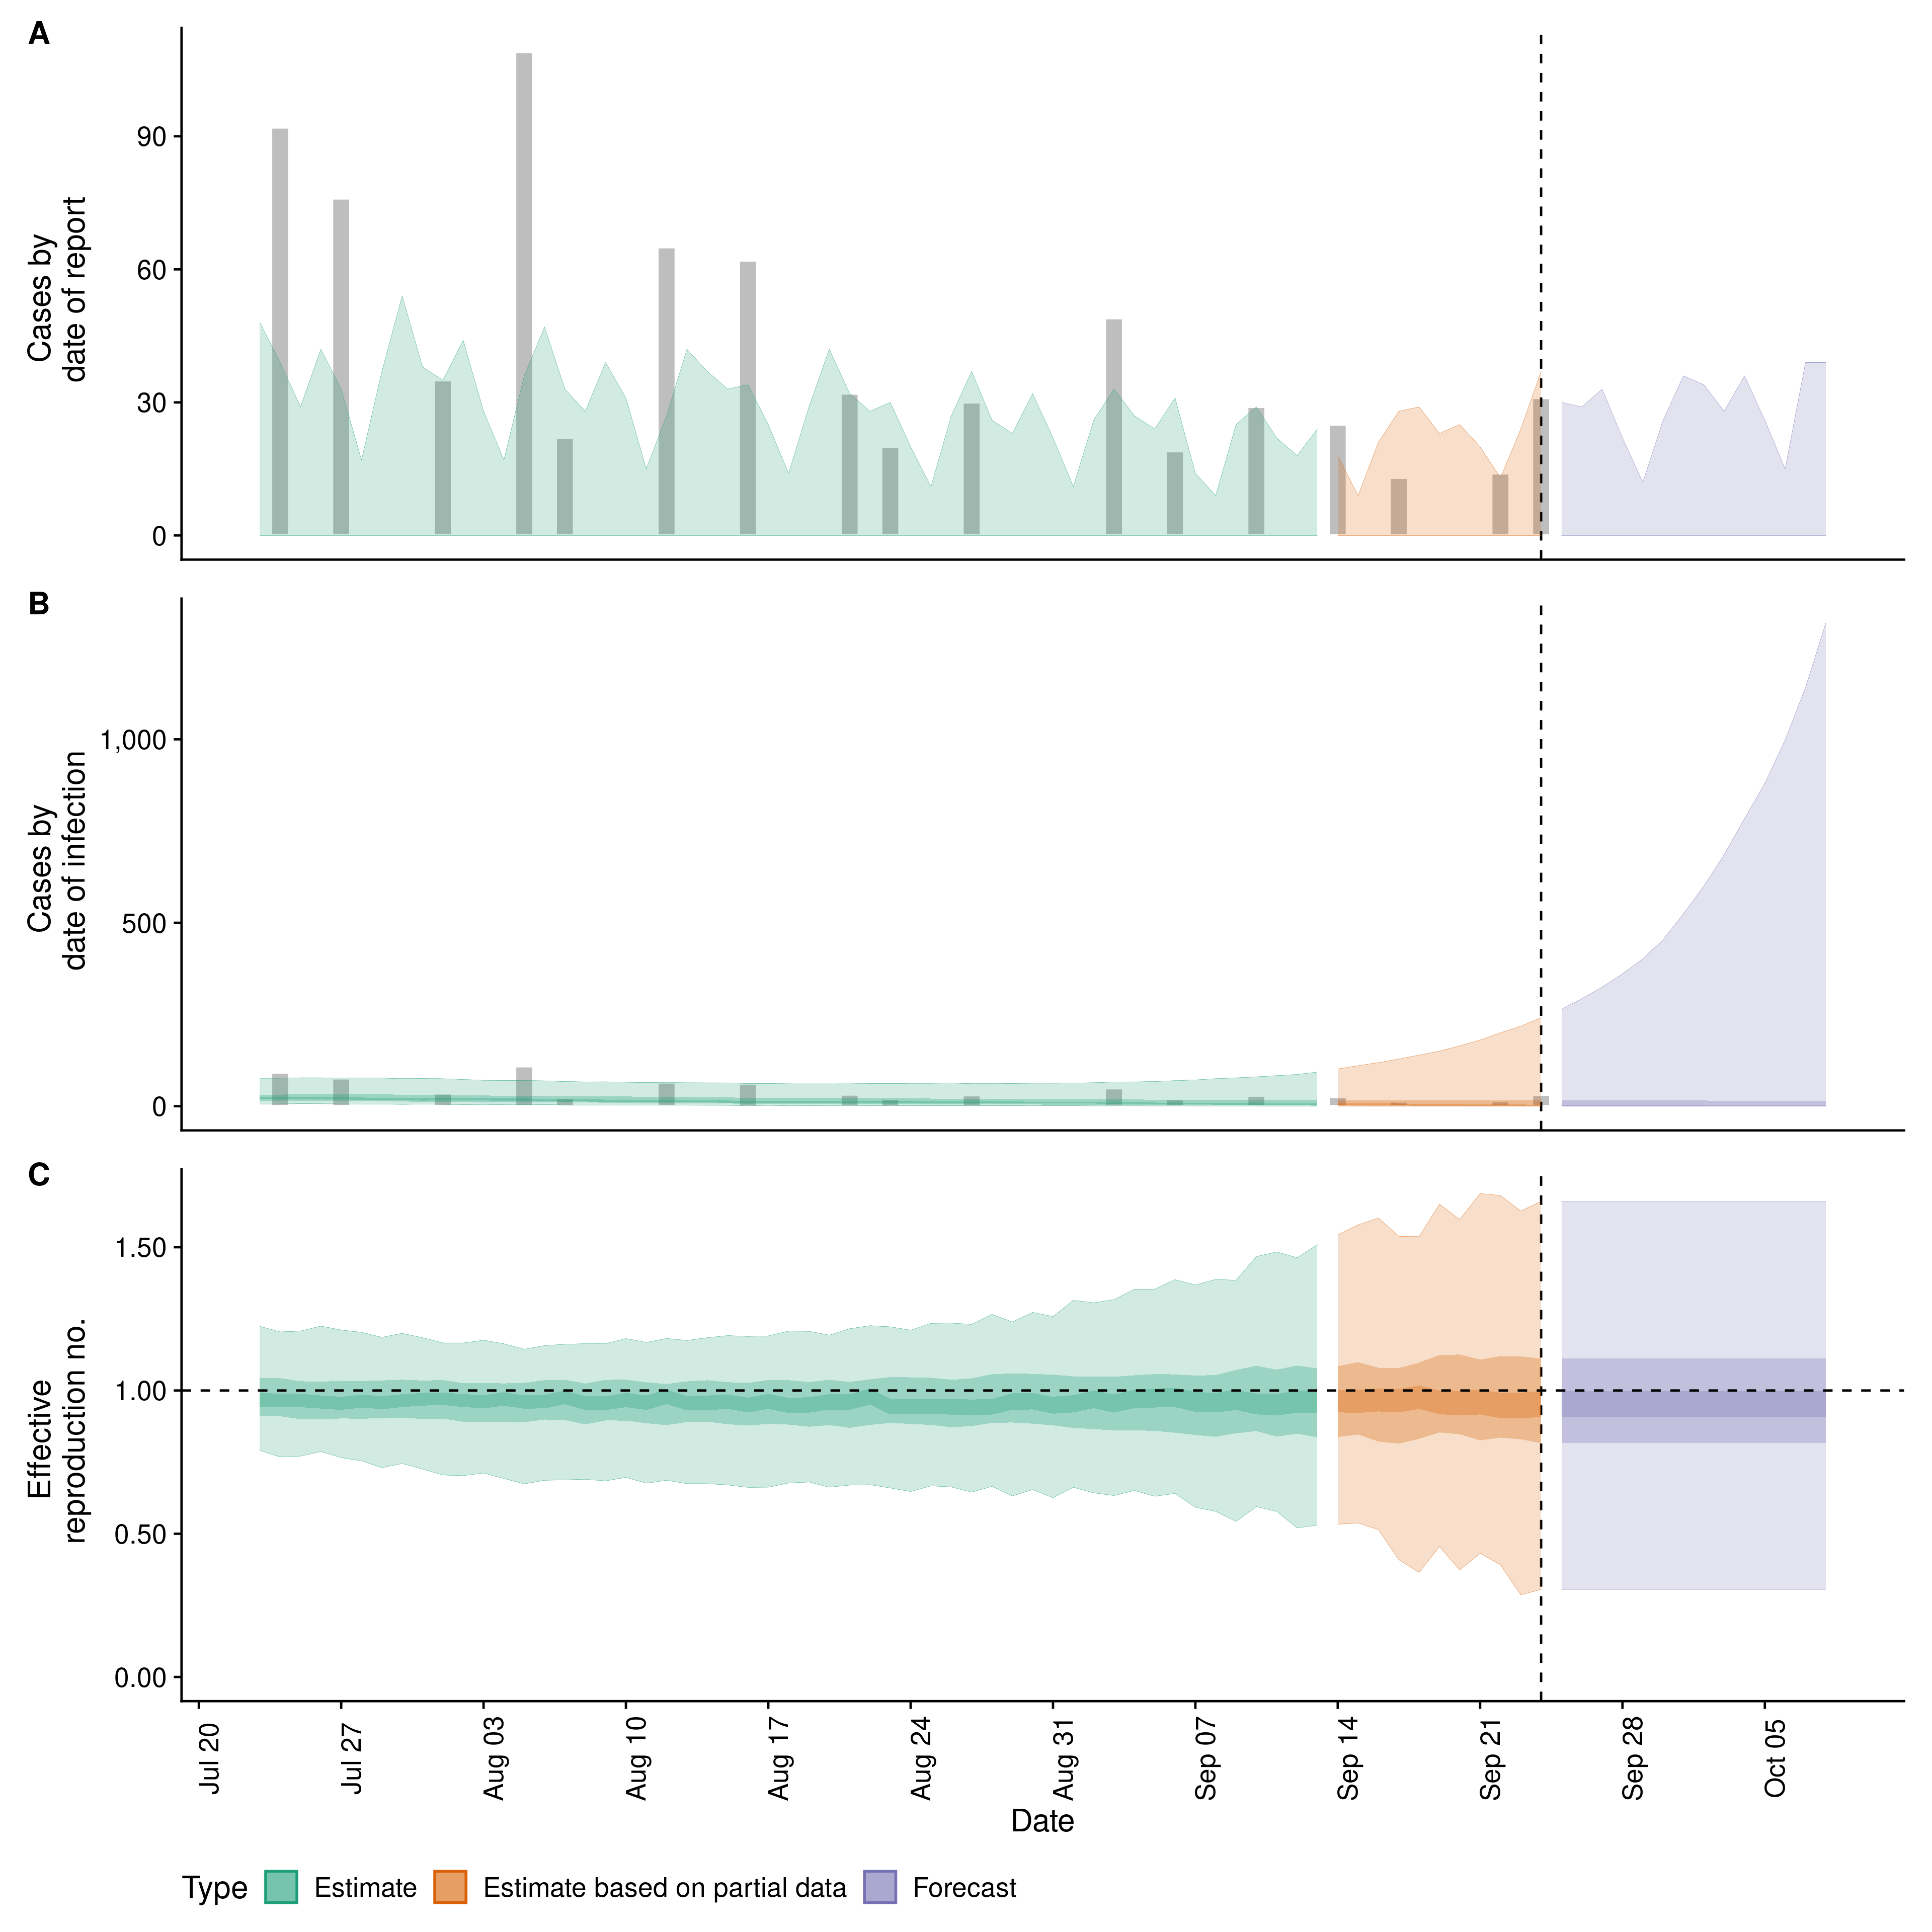 A
Cases by
date of report
90
60
30
0
B
Cases by
date of infection
1,000
500
0
C
Effective
reproduction no.
1.50
1.00
0.50
0.00
Jul 20
Jul 27
Aug 03
Aug 10
Aug 17
Aug 24
Aug 31
Sep 07
Sep 14
Sep 21
Sep 28
Oct 05
Date
Type Estimate Estimate based on partial data Forecast